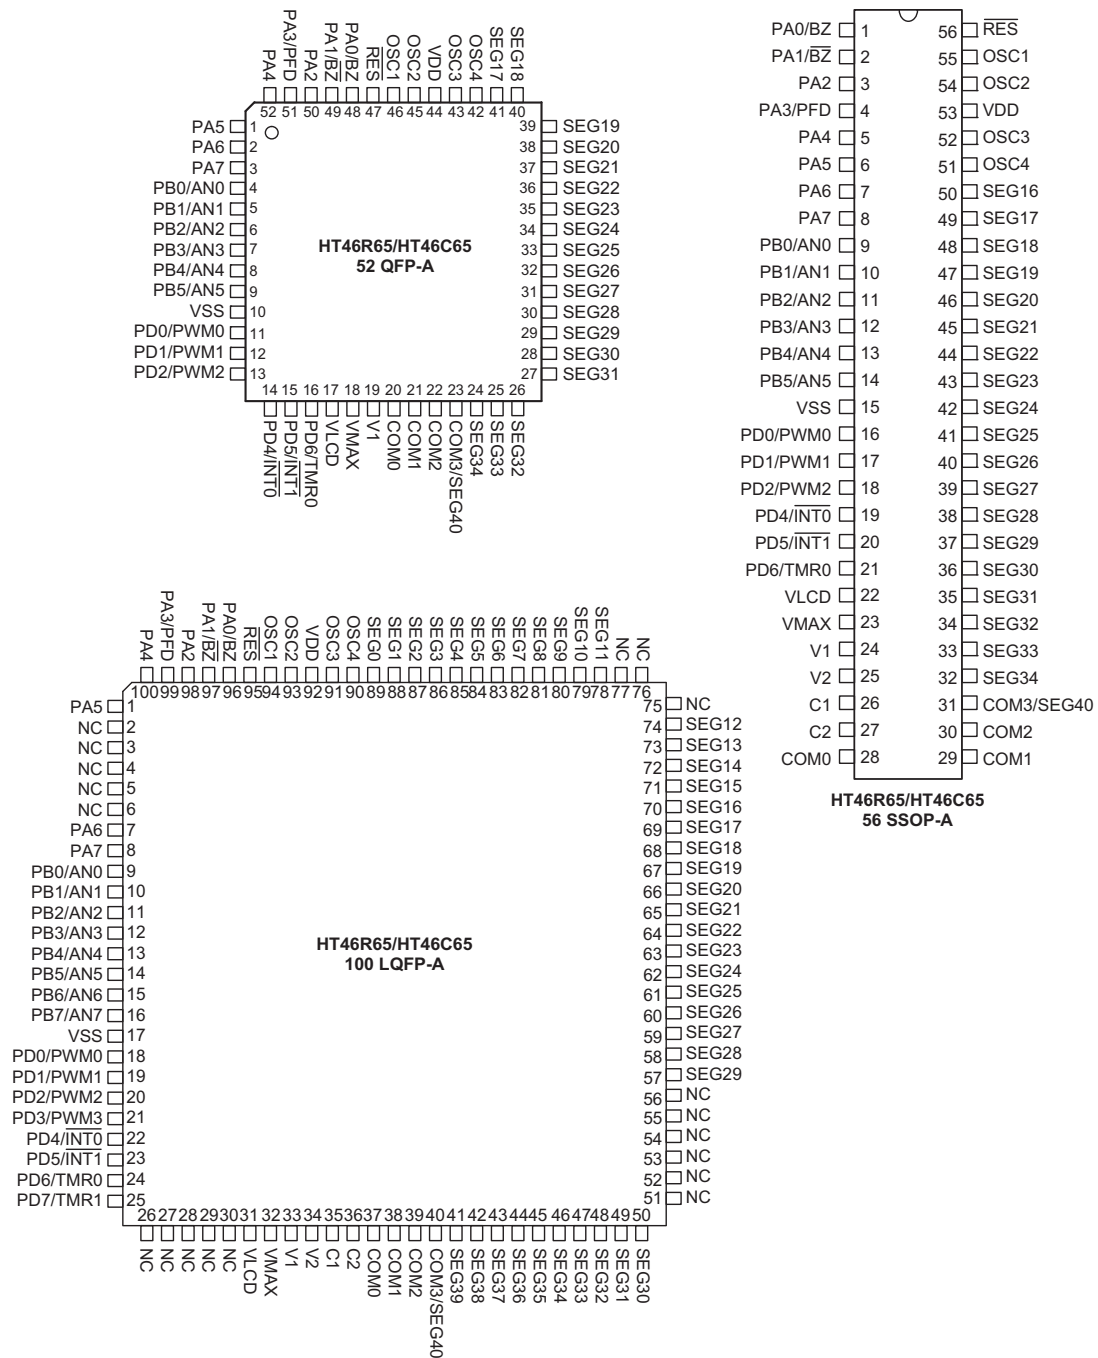 PA4
PA3/PFD
PA2
PA1/BZ
PA0/BZ
RES
OSC1
OSC2
VDD
OSC3
OSC4
SEG17
SEG18
52 51 50 49 48 47 46 45 44 43 42 41 40
PA5 1 39 SEG19
PA6 2 38 SEG20
PA7 3 37 SEG21
PB0/AN0 4 36 SEG22
PB1/AN1 5 35 SEG23
PB2/AN2 6 34 SEG24
PB3/AN3 7 33 SEG25
PB4/AN4 8 32 SEG26
PB5/AN5 9 31 SEG27
VSS 10 30 SEG28
PD0/PWM0 11 29 SEG29
PD1/PWM1 12 28 SEG30
PD2/PWM2 13 27 SEG31
HT46R65/HT46C65
52 QFP-A
14 15 16 17 18 19 20 21 22 23 24 25 26
PD4/INT0
PD5/INT1
PD6/TMR0
VLCD
VMAX
V1
COM0
COM1
COM2
COM3/SEG40
SEG34
SEG33
SEG32
PA0/BZ 1 56 RES
PA1/BZ 2 55 OSC1
PA2 3 54 OSC2
PA3/PFD 4 53 VDD
PA4 5 52 OSC3
PA5 6 51 OSC4
PA6 7 50 SEG16
PA7 8 49 SEG17
PB0/AN0 9 48 SEG18
PB1/AN1 10 47 SEG19
PB2/AN2 11 46 SEG20
PB3/AN3 12 45 SEG21
PB4/AN4 13 44 SEG22
PB5/AN5 14 43 SEG23
VSS 15 42 SEG24
PD0/PWM0 16 41 SEG25
PD1/PWM1 17 40 SEG26
PD2/PWM2 18 39 SEG27
PD4/INT0 19 38 SEG28
PD5/INT1 20 37 SEG29
PD6/TMR0 21 36 SEG30
VLCD 22 35 SEG31
VMAX 23 34 SEG32
V1 24 33 SEG33
V2 25 32 SEG34
C1 26 31 COM3/SEG40
C2 27 30 COM2
COM0 28 29 COM1
HT46R65/HT46C65
56 SSOP-A
PA4
PA3/PFD
PA2
PA1/BZ
PA0/BZ
RES
OSC1
OSC2
VDD
OSC3
OSC4
SEG0
SEG1
SEG2
SEG3
SEG4
SEG5
SEG6
SEG7
SEG8
SEG9
SEG10
SEG11
NC
NC
100 99 98 97 96 95 94 93 92 91 90 89 88 87 86 85 84 83 82 81 80 79 78 77 76
PA5 1 75 NC
NC 2 74 SEG12
NC 3 73 SEG13
NC 4 72 SEG14
NC 5 71 SEG15
NC 6 70 SEG16
PA6 7 69 SEG17
PA7 8 68 SEG18
PB0/AN0 9 67 SEG19
PB1/AN1 10 66 SEG20
PB2/AN2 11 65 SEG21
PB3/AN3 12 64 SEG22
PB4/AN4 13 63 SEG23
PB5/AN5 14 62 SEG24
PB6/AN6 15 61 SEG25
PB7/AN7 16 60 SEG26
VSS 17 59 SEG27
PD0/PWM0 18 58 SEG28
PD1/PWM1 19 57 SEG29
PD2/PWM2 20 56 NC
PD3/PWM3 21 55 NC
PD4/INT0 22 54 NC
PD5/INT1 23 53 NC
PD6/TMR0 24 52 NC
PD7/TMR1 25 51 NC
HT46R65/HT46C65
100 LQFP-A
26 27 28 29 30 31 32 33 34 35 36 37 38 39 40 41 42 43 44 45 46 47 48 49 50
NC
NC
NC
NC
NC
VLCD
VMAX
V1
V2
C1
C2
COM0
COM1
COM2
COM3/SEG40
SEG39
SEG38
SEG37
SEG36
SEG35
SEG34
SEG33
SEG32
SEG31
SEG30